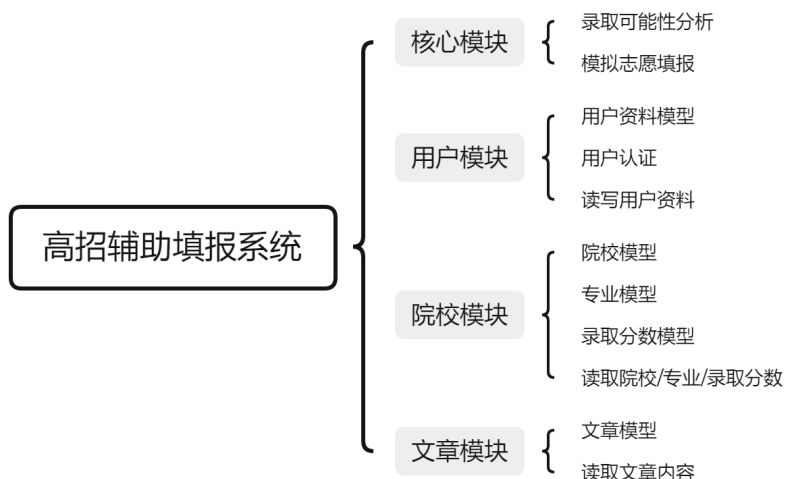 高招辅助填报系统
核心模块
录取可能性分析
模拟志愿填报
用户模块
用户资料模型
用户认证
读写用户资料
院校模块
院校模型
专业模型
录取分数模型
读取院校/专业/录取分数
文章模块
文章模型
读取文章内容